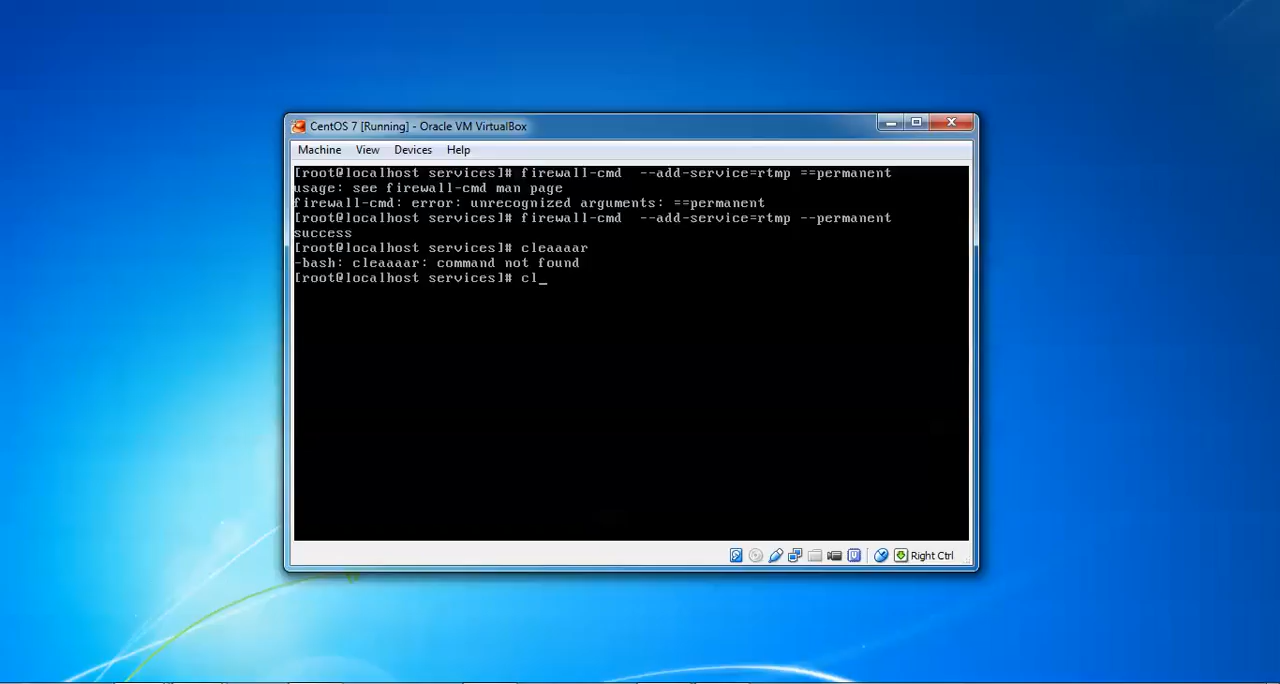 CentOS 7 [Running] - Oracle VM VirtualBox
Machine View Devices Help
[root@localhost services]# firewall-cmd  --add-service=rtmp ==permanent
usage: see firewall-cmd man page
firewall-cmd: error: unrecognized arguments: ==permanent
[root@localhost services]# firewall-cmd  --add-service=rtmp --permanent
success
[root@localhost services]# cleaaaar
-bash: cleaaaar: command not found
[root@localhost services]# cl_
Right Ctrl